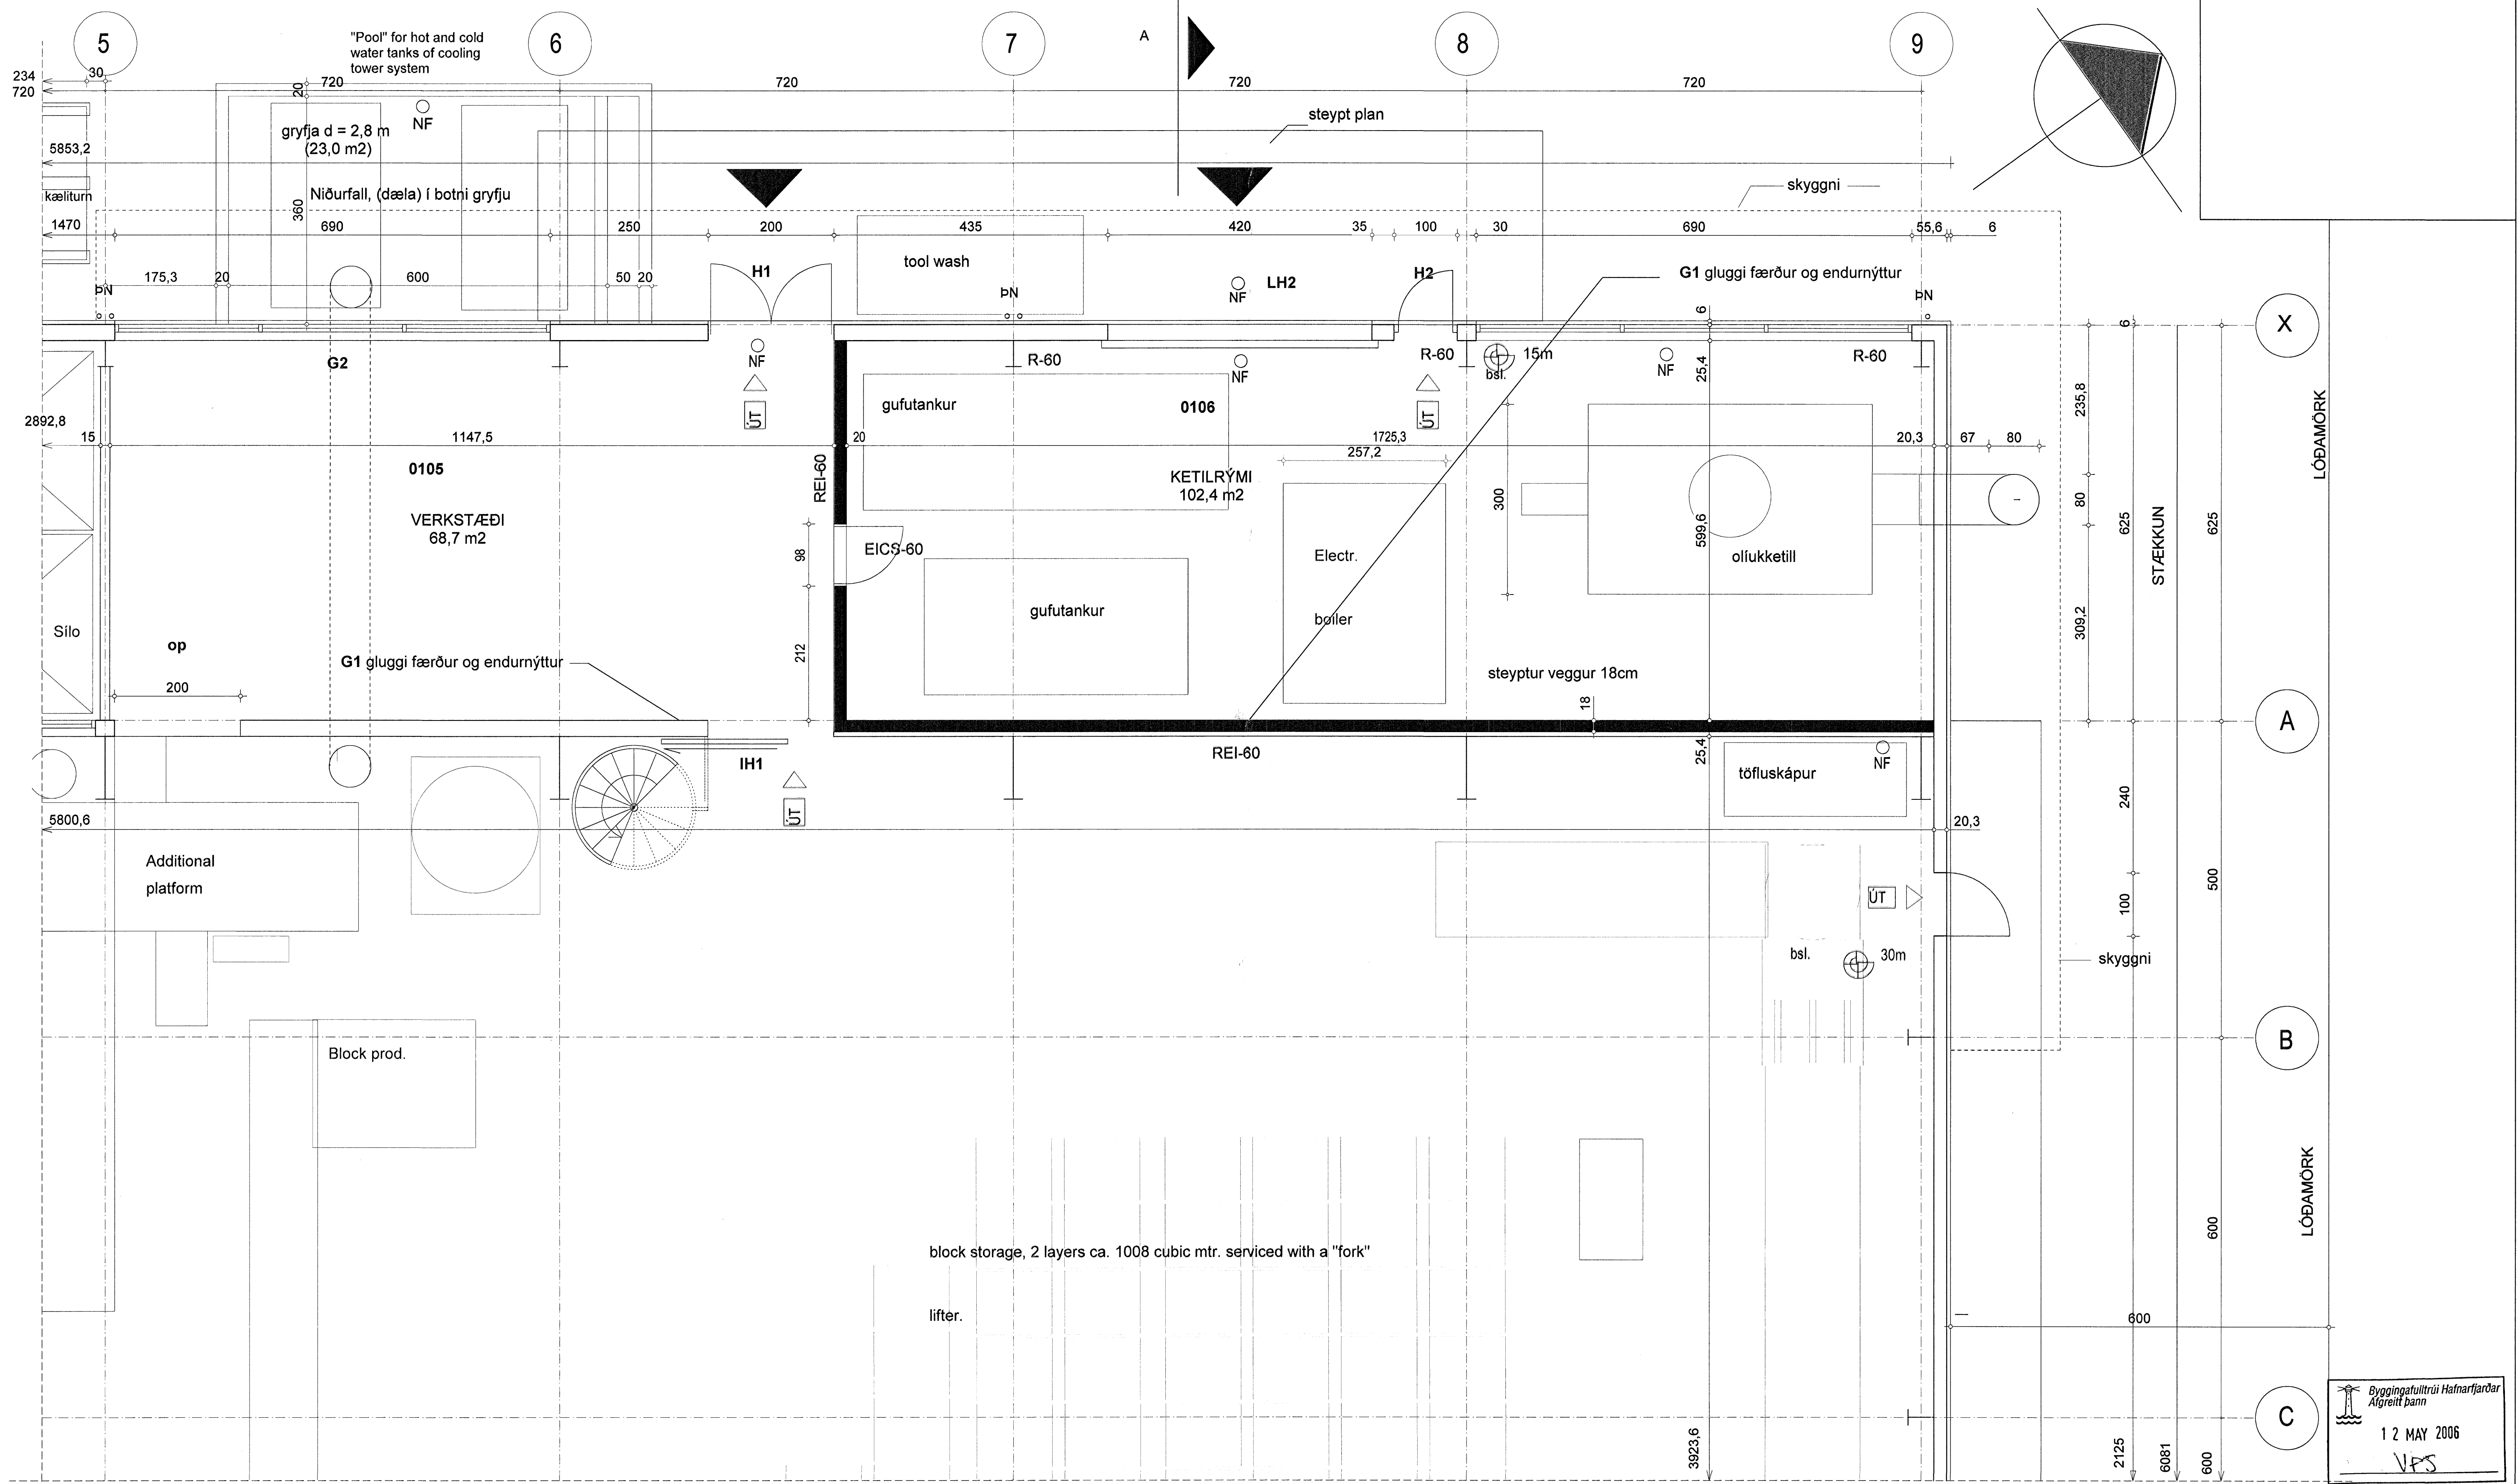 5
6
7
8
9
A
"Pool" for hot and cold
water tanks of cooling
tower system
234
30
720
20
720
720
720
720
steypt plan
gryfja d = 2,8 m
(23,0 m2)
NF
5853,2
kæliturn
Niðurfall, (dæla) í botni gryfju
360
skyggni
1470
690
250
200
435
420
35
100
30
690
55,6
6
175,3
20
600
50
20
H1
tool wash
NF
LH2
H2
G1 gluggi færður og endurnýttur
ÞN
ÞN
ÞN
6
6
X
G2
NF
R-60
NF
R-60
15m
bsl.
NF
25,4
R-60
ÚT
gufutankur
0106
ÚT
235,8
LÓÐAMÖRK
2892,8
15
1147,5
20
1725,3
20,3
67
80
0105
REI-60
257,2
KETILRÝMI
102,4 m2
300
VERKSTÆÐI
68,7 m2
80
625
625
STÆKKUN
98
EICS-60
Electr.
599,6
olíuketill
gufutankur
boiler
309,2
Sílo
op
212
G1 gluggi færður og endurnýttur
200
steyptur veggur 18cm
18
A
REI-60
25,4
IH1
ÚT
töfluskápur
NF
240
5800,6
20,3
Additional
platform
ÚT
100
500
bsl.
30m
skyggni
B
Block prod.
LÓÐAMÖRK
600
block storage, 2 layers ca. 1008 cubic mtr. serviced with a "fork"
lifter.
600
C
3923,6
2125
6081
600
Byggingafulltrúi Hafnarfjarðar
Afgreitt þann
12 MAY 2006